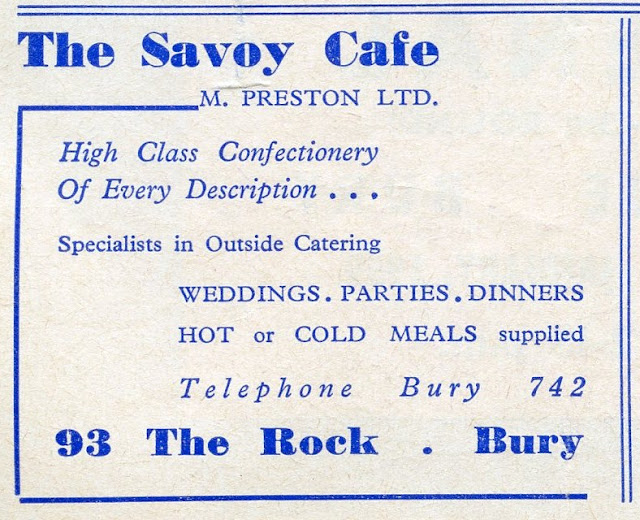 The Savoy Cafe
M. PRESTON LTD.
High Class Confectionery
Of Every Description . . .
Specialists in Outside Catering
WEDDINGS . PARTIES . DINNERS
HOT or COLD MEALS supplied
Telephone Bury 742
93 The Rock . Bury